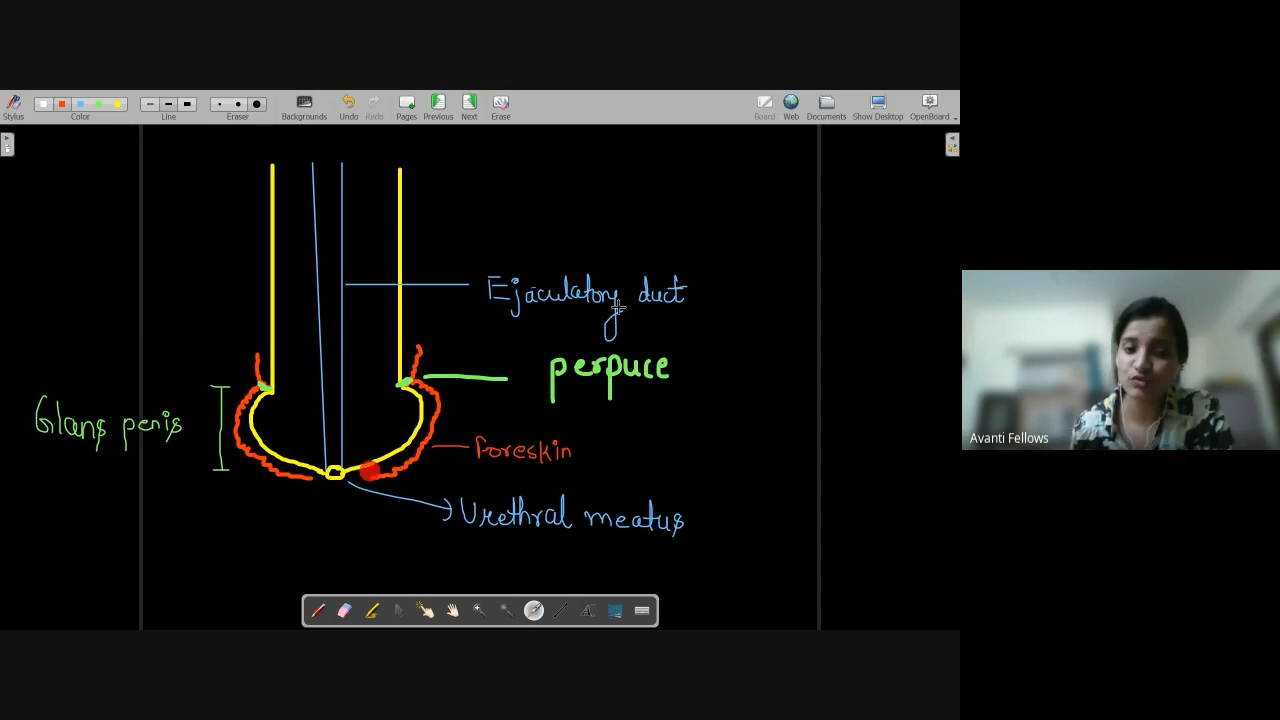 Stylus
Color
Line
Eraser
Backgrounds
Undo
Redo
Pages
Previous
Next
Erase
Board
Web
Documents
Show Desktop
OpenBoard
Ejaculatory duct
perpuce
Glans penis
Foreskin
Urethral meatus
Avanti Fellows